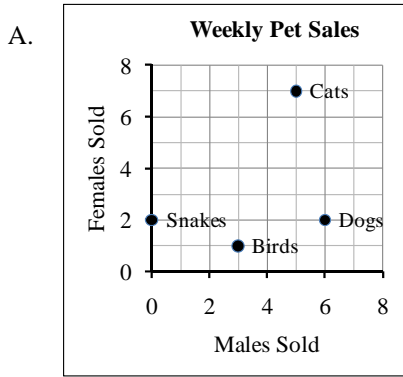 A.
Weekly Pet Sales
8
Cats
6
Females Sold
4
2
Snakes
Dogs
Birds
0
0 2 4 6 8
Males Sold